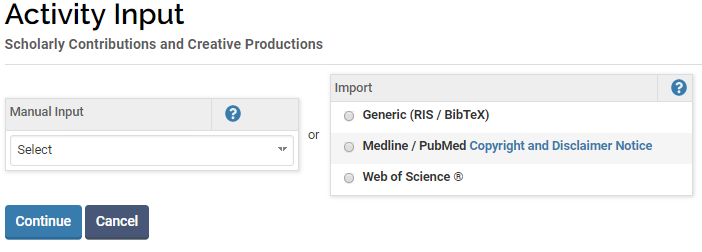 Activity Input
Scholarly Contributions and Creative Productions
Manual Input ?
Select
or
Import ?
Generic (RIS / BibTeX)
Medline / PubMed Copyright and Disclaimer Notice
Web of Science ®
Continue Cancel